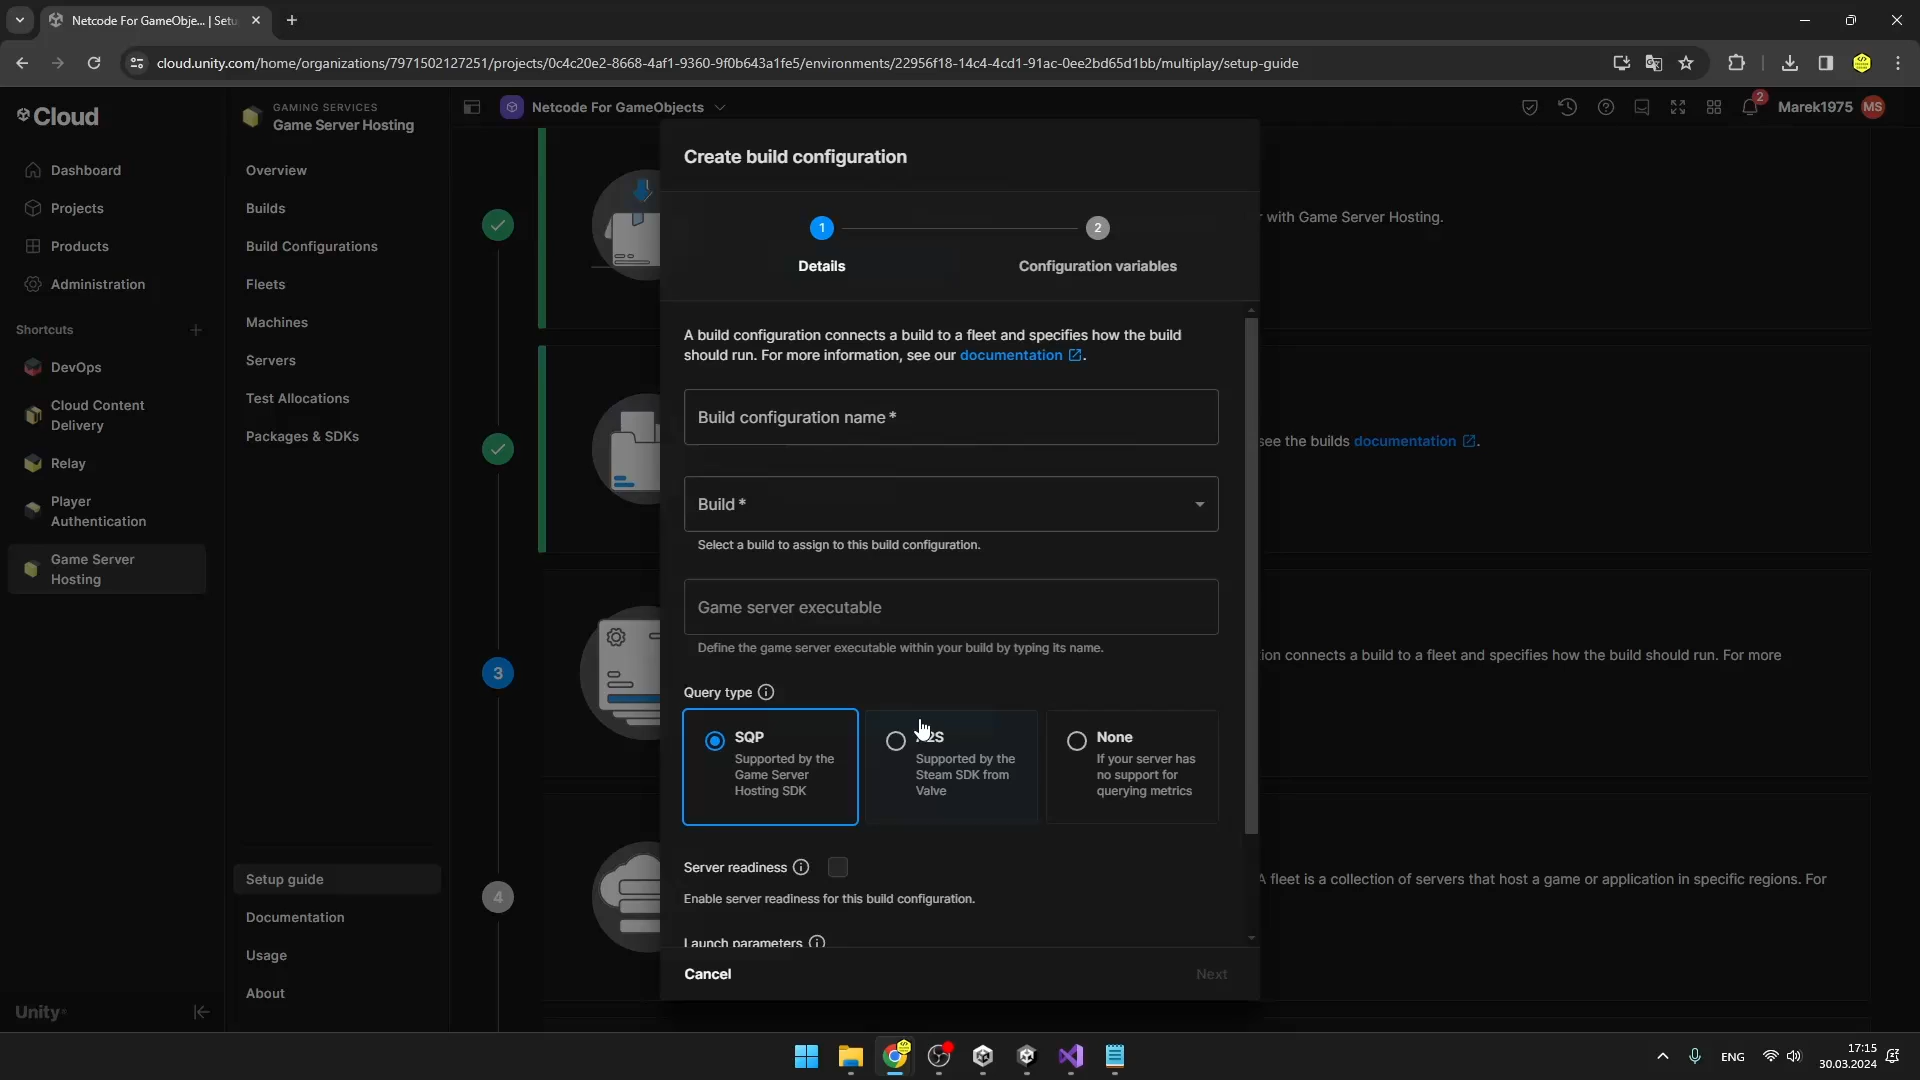 Netcode For GameObje... | Setu
cloud.unity.com/home/organizations/7971502127251/projects/0c4c20e2-8668-4af1-9360-9f0b643a1fe5/environments/22956f18-14c4-4cd1-91ac-0ee2bd65d1bb/multiplay/setup-guide
Cloud
GAMING SERVICES
Game Server Hosting
Netcode For GameObjects
2
Marek1975
MS
Dashboard
Projects
Products
Administration
Shortcuts
DevOps
Cloud Content
Delivery
Relay
Player
Authentication
Game Server
Hosting
Unity
Overview
Builds
Build Configurations
Fleets
Machines
Servers
Test Allocations
Packages & SDKs
Setup guide
Documentation
Usage
About
3
4
with Game Server Hosting.
see the builds documentation.
ion connects a build to a fleet and specifies how the build should run. For more
A fleet is a collection of servers that host a game or application in specific regions. For
Create build configuration
1
2
Details
Configuration variables
A build configuration connects a build to a fleet and specifies how the build
should run. For more information, see our documentation.
Build configuration name*
Build*
Select a build to assign to this build configuration.
Game server executable
Define the game server executable within your build by typing its name.
Query type
SQP
Supported by the
Game Server
Hosting SDK
Supported by the
Steam SDK from
Valve
None
If your server has
no support for
querying metrics
Server readiness
Enable server readiness for this build configuration.
Launch parameters
Cancel
Next
ENG
17:15
30.03.2024